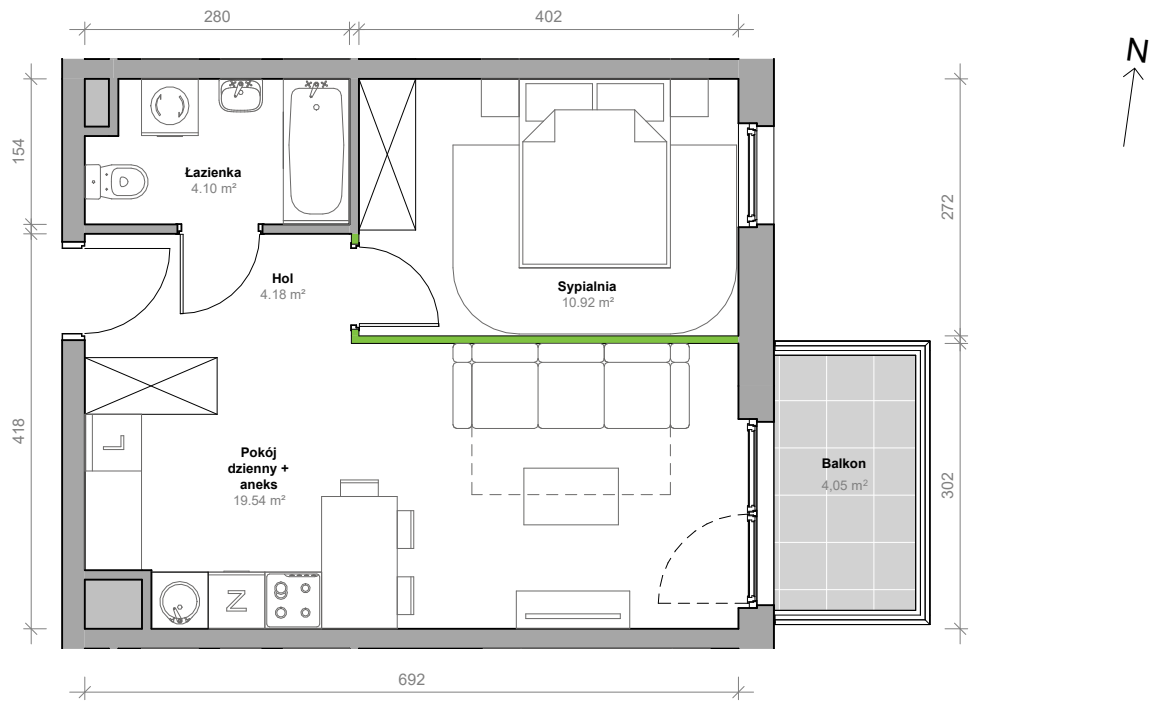 280
402
N
154
Łazienka
4.10 m²
272
Hol
4.18 m²
Sypialnia
10.92 m²
418
L
Pokój
dzienny +
aneks
19.54 m²
Balkon
4,05 m²
302
Z
692